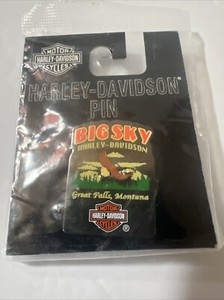 MOTOR
HARLEY-DAVIDSON
CYCLES
HARLEY-DAVIDSON®
PIN
BIG SKY
HARLEY-DAVIDSON
Great Falls, Montana
MOTOR
HARLEY-DAVIDSON
CYCLES
®